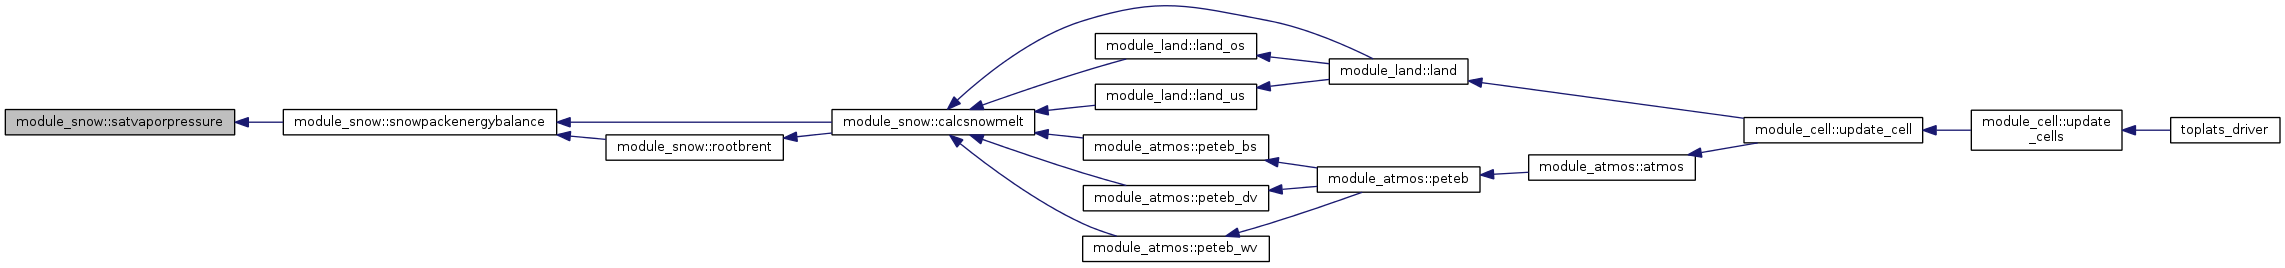 module_snow::satvaporpressure
module_snow::snowpackenergybalance
module_snow::rootbrent
module_snow::calcsnowmelt
module_land::land_os
module_land::land_us
module_atmos::peteb_bs
module_atmos::peteb_dv
module_atmos::peteb_wv
module_land::land
module_atmos::peteb
module_atmos::atmos
module_cell::update_cell
module_cell::update
_cells
toplats_driver